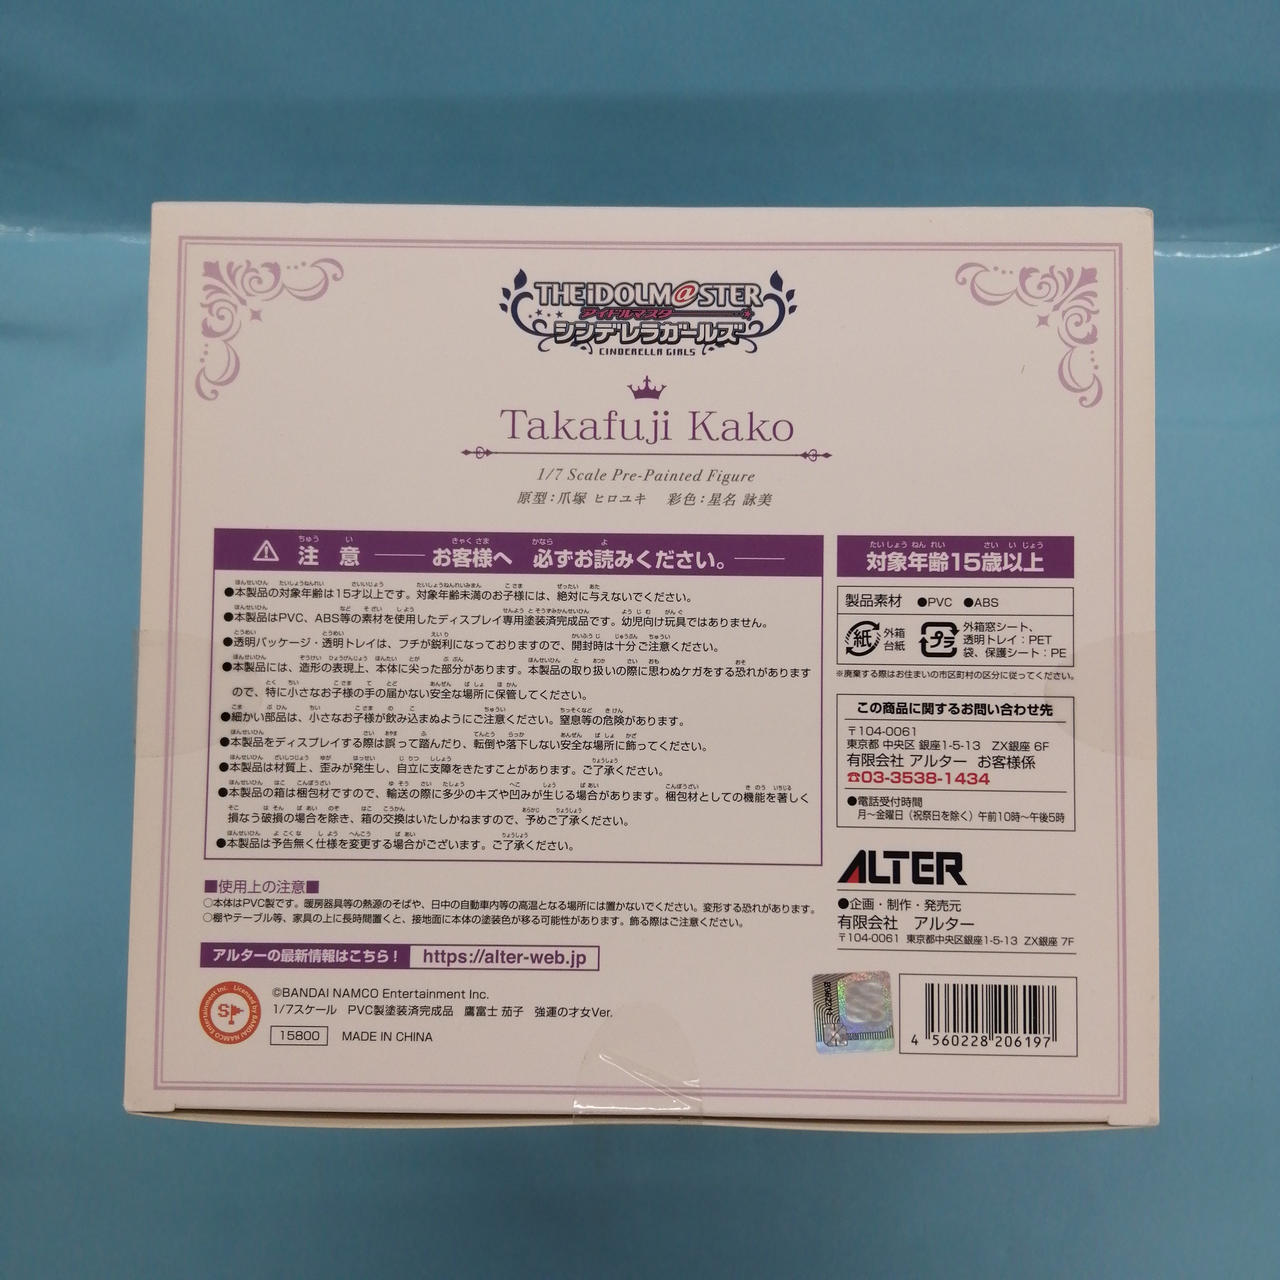 THE iDOLM@STER
アイドルマスター
シンデレラガールズ
CINDERELLA GIRLS
Takafuji Kako
1/7 Scale Pre-Painted Figure
原型:爪塚 ヒロユキ 彩色:星名 詠美
注意 お客様へ 必ずお読みください。
●本製品の対象年齢は15才以上です。対象年齢未満のお子様には、絶対に与えないでください。
●本製品はPVC、ABS等の素材を使用したディスプレイ専用塗装済完成品です。幼児向け玩具ではありません。
●透明パッケージ・透明トレイは、フチが鋭利になっておりますので、開封時は十分ご注意ください。
●本製品には、造形の表現上、本体に尖った部分があります。本製品の取り扱いの際に思わぬケガをする恐れがあります
ので、特に小さなお子様の手の届かない安全な場所に保管してください。
●細かい部品は、小さなお子様が飲み込まぬようにご注意ください。窒息等の危険があります。
●本製品をディスプレイする際は誤って踏んだり、転倒や落下しない安全な場所に飾ってください。
●本製品は材質上、歪みが発生し、自立に支障をきたすことがあります。ご了承ください。
●本製品の箱は梱包材ですので、輸送の際に多少のキズや凹みが生じる場合があります。梱包材としての機能を著しく
損なう破損の場合を除き、箱の交換はいたしかねますので、予めご了承ください。
●本製品は予告無く仕様を変更する場合がございます。ご了承ください。
■使用上の注意■
○本体はPVC製です。暖房器具等の熱源のそばや、日中の自動車内等の高温となる場所には置かないでください。変形する恐れがあります。
○棚やテーブル等、家具の上に長時間置くと、接地面に本体の塗装色が移る可能性があります。飾る際はご注意ください。
アルターの最新情報はこちら! https://alter-web.jp
©BANDAI NAMCO Entertainment Inc.
1/7スケール PVC製塗装済完成品 鷹富士 茄子 強運の才女Ver.
15800 MADE IN CHINA
Licensed by BANDAI NAMCO Entertainment Inc.
対象年齢15歳以上
製品素材 ●PVC ●ABS
紙 外箱
台紙
プラ 外箱窓シート、
透明トレイ:PET
袋、保護シート:PE
※廃棄する際はお住まいの市区町村の区分に従ってください。
この商品に関するお問い合わせ先
〒104-0061
東京都 中央区 銀座1-5-13 ZX銀座 6F
有限会社 アルター お客様係
☎03-3538-1434
●電話受付時間
月〜金曜日(祝祭日を除く)午前10時〜午後5時
ALTER
●企画・制作・発売元
有限会社 アルター
〒104-0061 東京都中央区銀座1-5-13 ZX銀座 7F
4 560228 206197